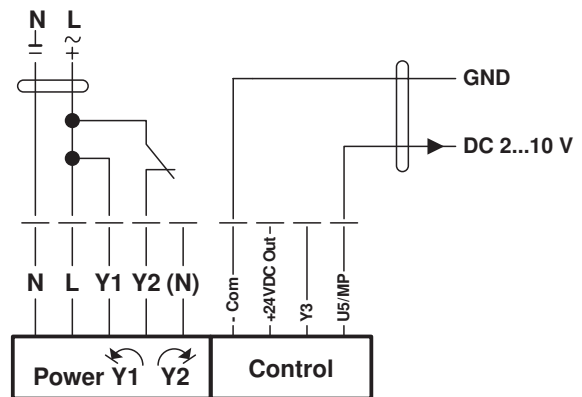 N L
GND
DC 2...10 V
N L Y1 Y2 (N)
- Com
+24VDC Out
Y3
U5/MP
Power Y1 Y2
Control